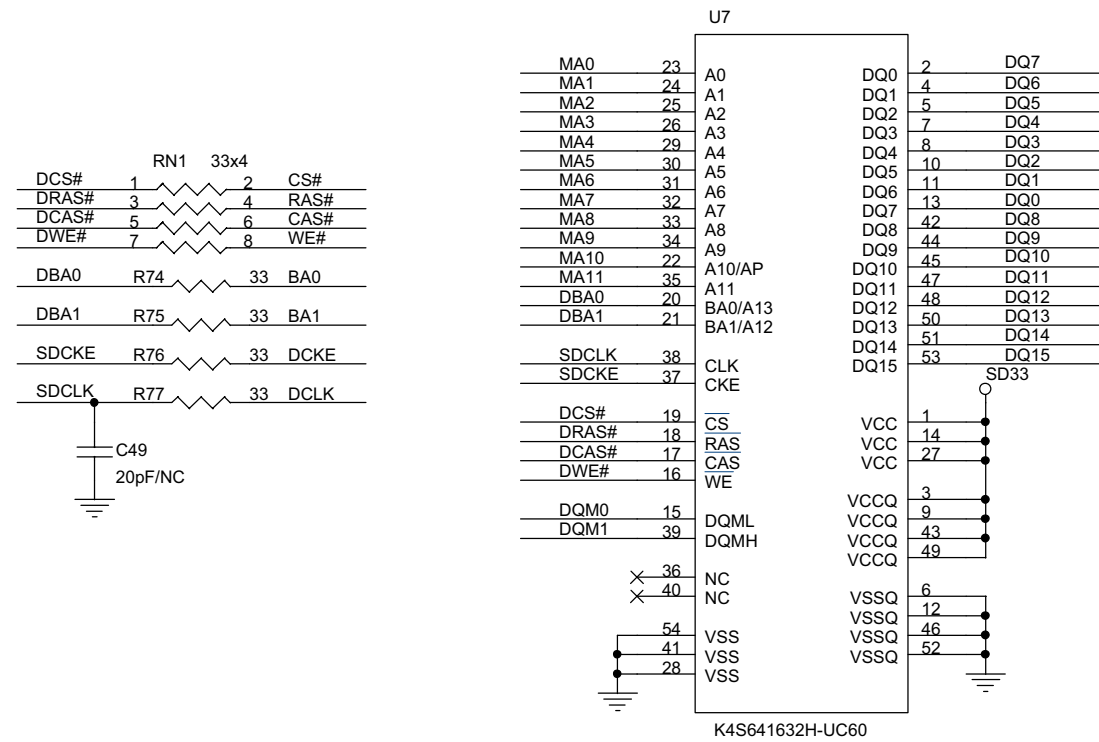 RN1 33x4
DCS# 1 2 CS#
DRAS# 3 4 RAS#
DCAS# 5 6 CAS#
DWE# 7 8 WE#
DBA0 R74 33 BA0
DBA1 R75 33 BA1
SDCKE R76 33 DCKE
SDCLK R77 33 DCLK
C49
20pF/NC
U7
MA0 23 A0 DQ0 2 DQ7
MA1 24 A1 DQ1 4 DQ6
MA2 25 A2 DQ2 5 DQ5
MA3 26 A3 DQ3 7 DQ4
MA4 29 A4 DQ4 8 DQ3
MA5 30 A5 DQ5 10 DQ2
MA6 31 A6 DQ6 11 DQ1
MA7 32 A7 DQ7 13 DQ0
MA8 33 A8 DQ8 42 DQ8
MA9 34 A9 DQ9 44 DQ9
MA10 22 A10/AP DQ10 45 DQ10
MA11 35 A11 DQ11 47 DQ11
DBA0 20 BA0/A13 DQ12 48 DQ12
DBA1 21 BA1/A12 DQ13 50 DQ13
DQ14 51 DQ14
SDCLK 38 CLK DQ15 53 DQ15
SDCKE 37 CKE SD33
DCS# 19 CS VCC 1
DRAS# 18 RAS VCC 14
DCAS# 17 CAS VCC 27
DWE# 16 WE
VCCQ 3
DQM0 15 DQML VCCQ 9
DQM1 39 DQMH VCCQ 43
VCCQ 49
36 NC
40 NC VSSQ 6
VSSQ 12
54 VSS VSSQ 46
41 VSS VSSQ 52
28 VSS
K4S641632H-UC60